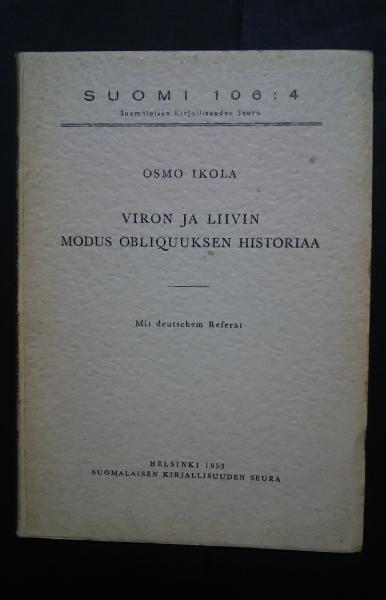 SUOMI 106:4
Suomalaisen Kirjallisuuden Seura
OSMO IKOLA
VIRON JA LIIVIN
MODUS OBLIQUUKSEN HISTORIAA
Mit deutschem Referat
HELSINKI 1953
SUOMALAISEN KIRJALLISUUDEN SEURA